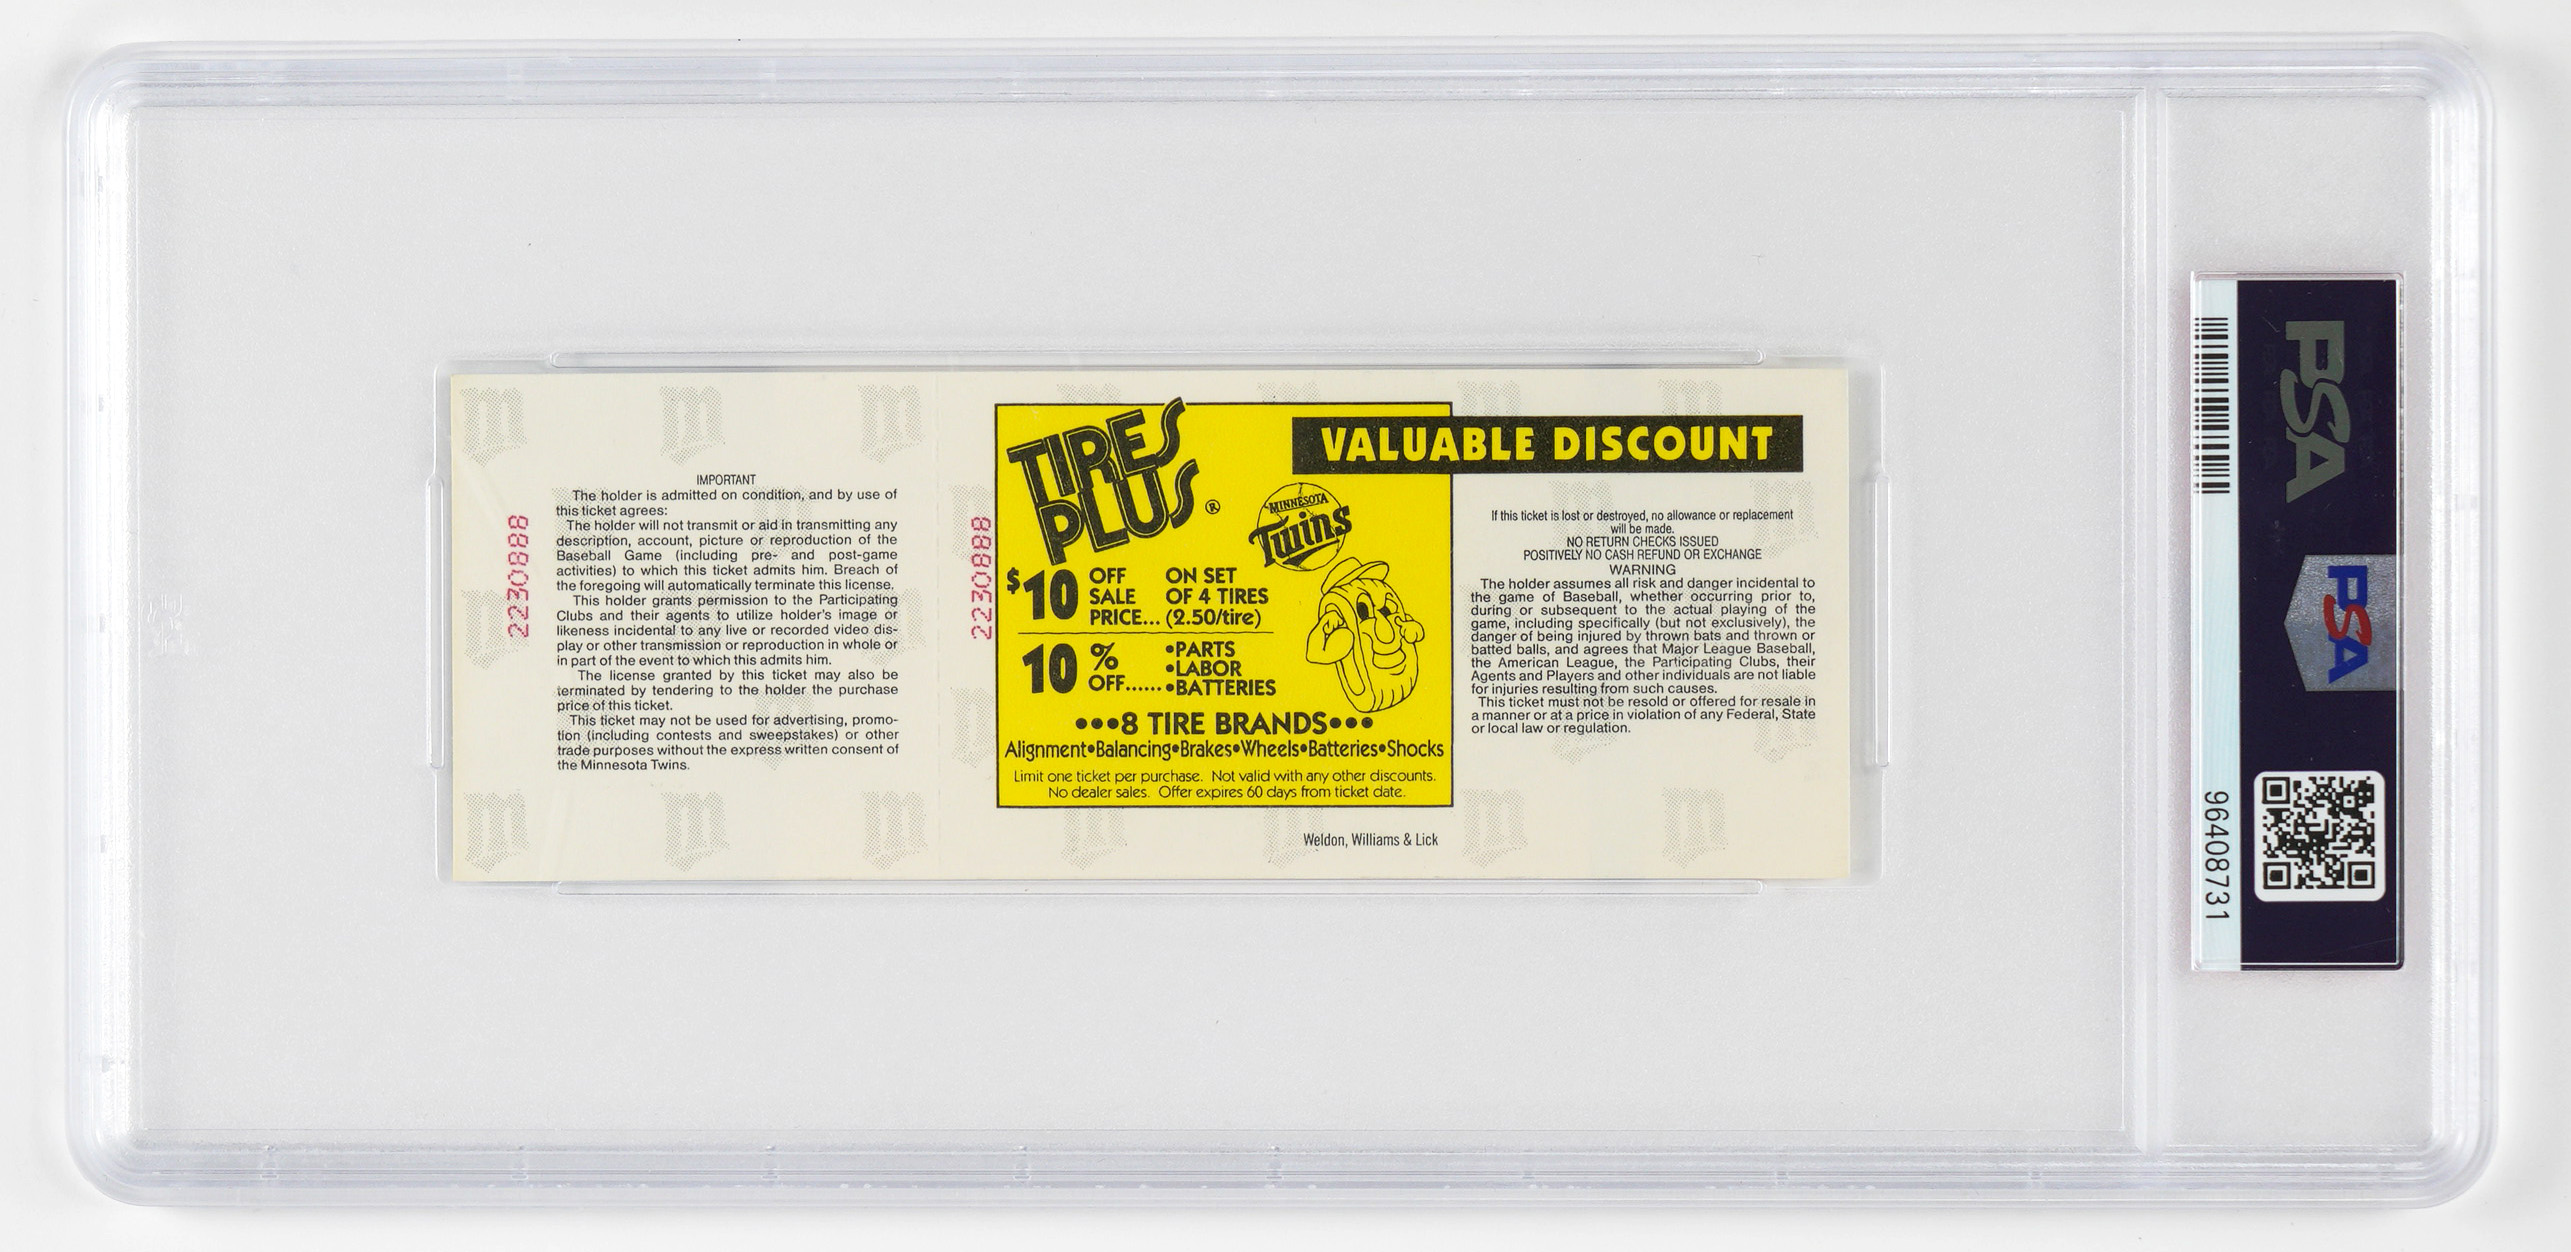 2230888
IMPORTANT
The holder is admitted on condition, and by use of
this ticket agrees:
The holder will not transmit or aid in transmitting any
description, account, picture or reproduction of the
Baseball Game (including pre- and post-game
activities) to which this ticket admits him. Breach of
the foregoing will automatically terminate this license.
This holder grants permission to the Participating
Clubs and their agents to utilize holder's image or
likeness incidental to any live or recorded video dis-
play or other transmission or reproduction in whole or
in part of the event to which this admits him.
The license granted by this ticket may also be
terminated by tendering to the holder the purchase
price of this ticket.
This ticket may not be used for advertising, promo-
tion (including contests and sweepstakes) or other
trade purposes without the express written consent of
the Minnesota Twins.
2230888
TIRES
PLUS®
VALUABLE DISCOUNT
MINNESOTA
Twins
$10 OFF SALE PRICE... ON SET OF 4 TIRES (2.50/tire)
10% OFF...... •PARTS
•LABOR
•BATTERIES
•••8 TIRE BRANDS•••
Alignment•Balancing•Brakes•Wheels•Batteries•Shocks
Limit one ticket per purchase. Not valid with any other discounts.
No dealer sales. Offer expires 60 days from ticket date.
Weldon, Williams & Lick
If this ticket is lost or destroyed, no allowance or replacement
will be made.
NO RETURN CHECKS ISSUED
POSITIVELY NO CASH REFUND OR EXCHANGE
WARNING
The holder assumes all risk and danger incidental to
the game of Baseball, whether occurring prior to,
during or subsequent to the actual playing of the
game, including specifically (but not exclusively), the
danger of being injured by thrown bats and thrown or
batted balls, and agrees that Major League Baseball,
the American League, the Participating Clubs, their
Agents and Players and other individuals are not liable
for injuries resulting from such causes.
This ticket must not be resold or offered for resale in
a manner or at a price in violation of any Federal, State
or local law or regulation.
PSA
PSA
96408731